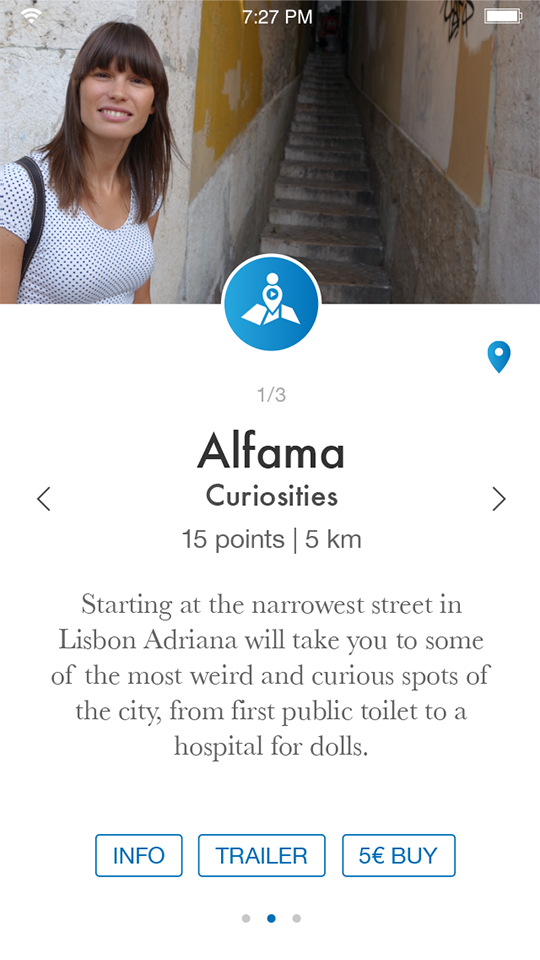 7:27 PM
1/3
Alfama
Curiosities
15 points | 5 km
Starting at the narrowest street in
Lisbon Adriana will take you to some
of the most weird and curious spots of
the city, from first public toilet to a
hospital for dolls.
INFO
TRAILER
5€ BUY